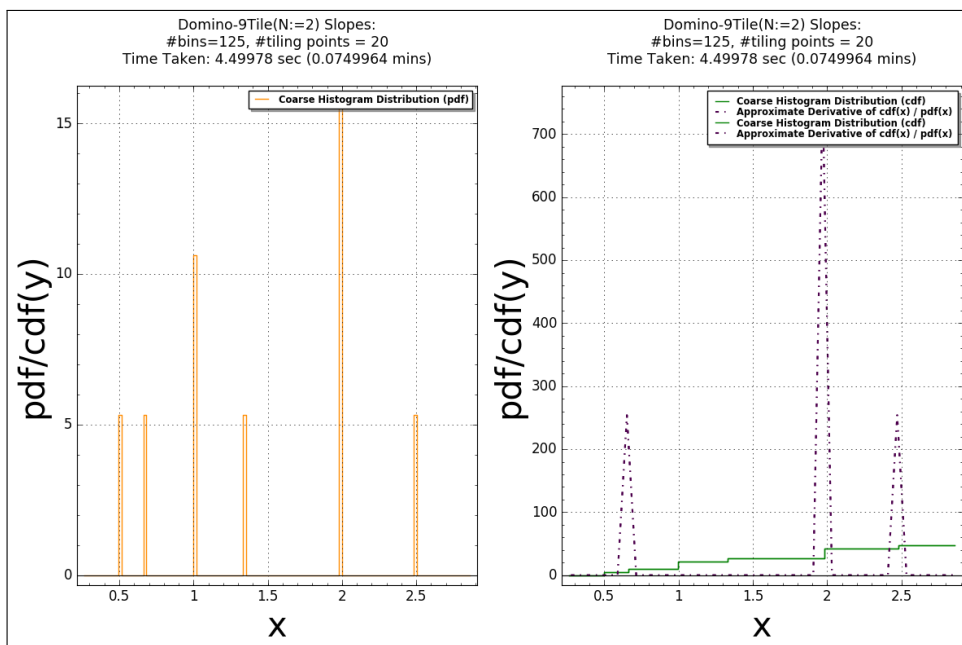 Domino-9Tile(N:=2) Slopes:
#bins=125, #tiling points = 20
Time Taken: 4.49978 sec (0.0749964 mins)
Coarse Histogram Distribution (pdf)
15
10
5
0
pdf/cdf(y)
0.5 1 1.5 2 2.5
x
Domino-9Tile(N:=2) Slopes:
#bins=125, #tiling points = 20
Time Taken: 4.49978 sec (0.0749964 mins)
Coarse Histogram Distribution (cdf)
Approximate Derivative of cdf(x) / pdf(x)
Coarse Histogram Distribution (cdf)
Approximate Derivative of cdf(x) / pdf(x)
700
600
500
400
300
200
100
0
pdf/cdf(y)
0.5 1 1.5 2 2.5
x